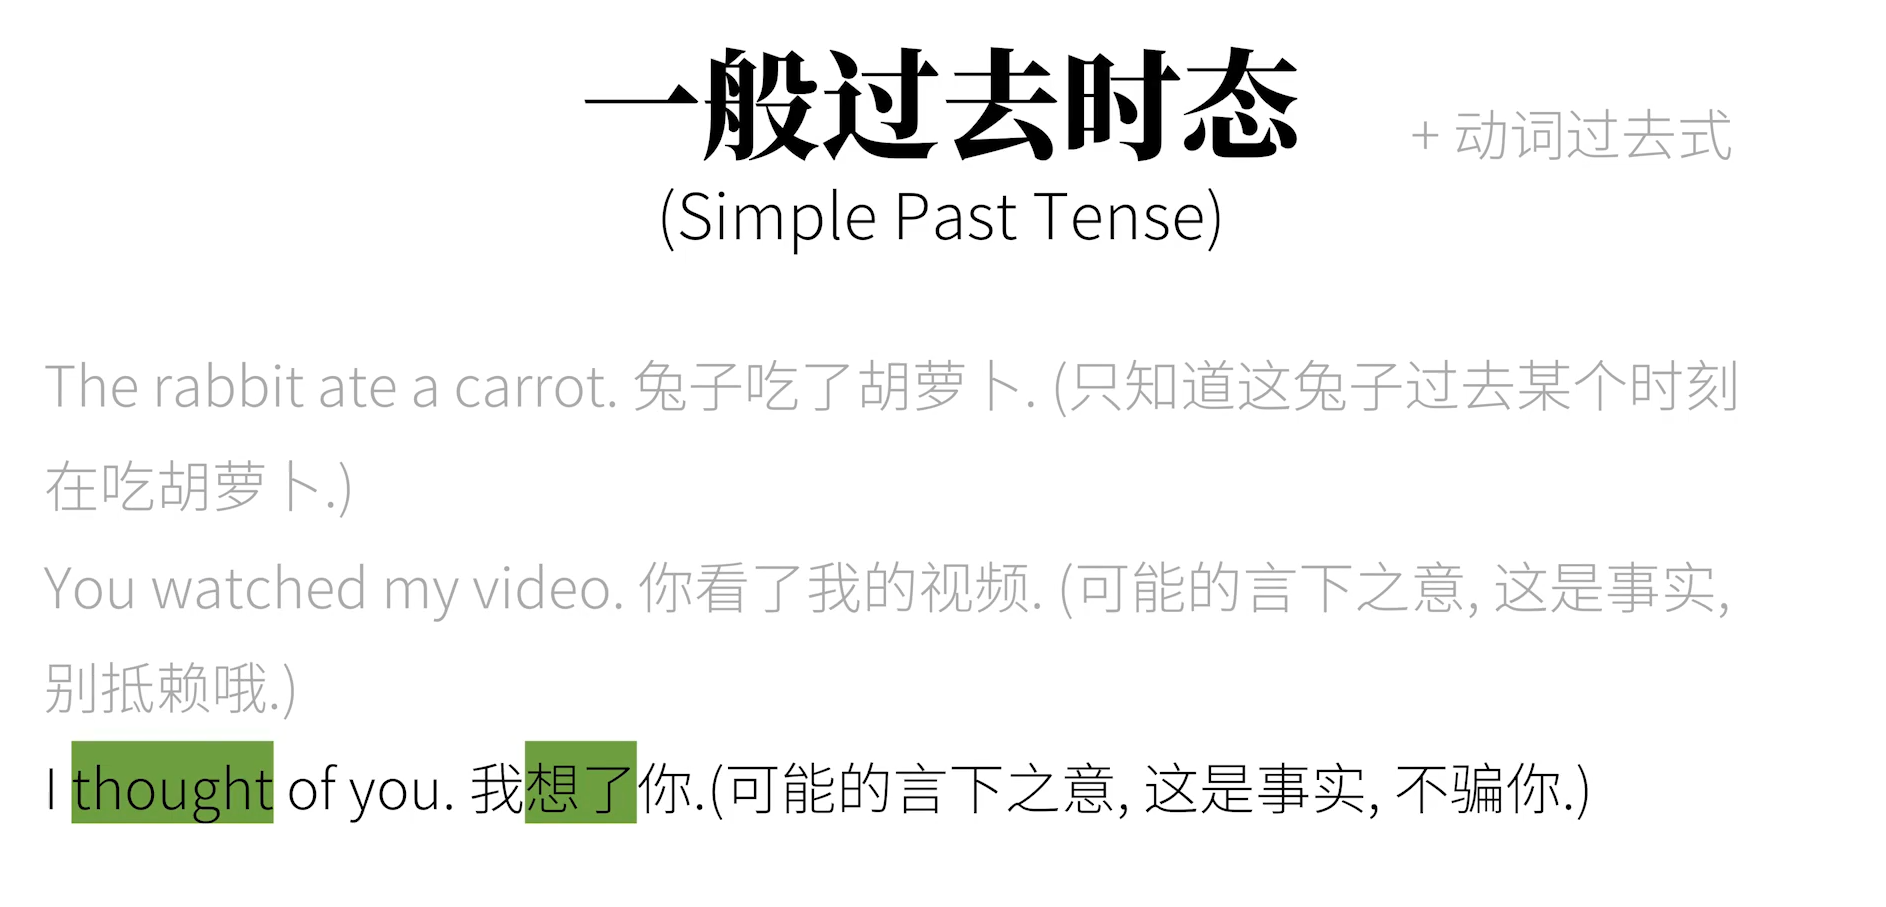 一般过去时态
+ 动词过去式
(Simple Past Tense)
The rabbit ate a carrot. 兔子吃了胡萝卜. (只知道这兔子过去某个时刻
在吃胡萝卜.)
You watched my video. 你看了我的视频. (可能的言下之意, 这是事实,
别抵赖哦.)
I thought of you. 我想了你.(可能的言下之意, 这是事实, 不骗你.)